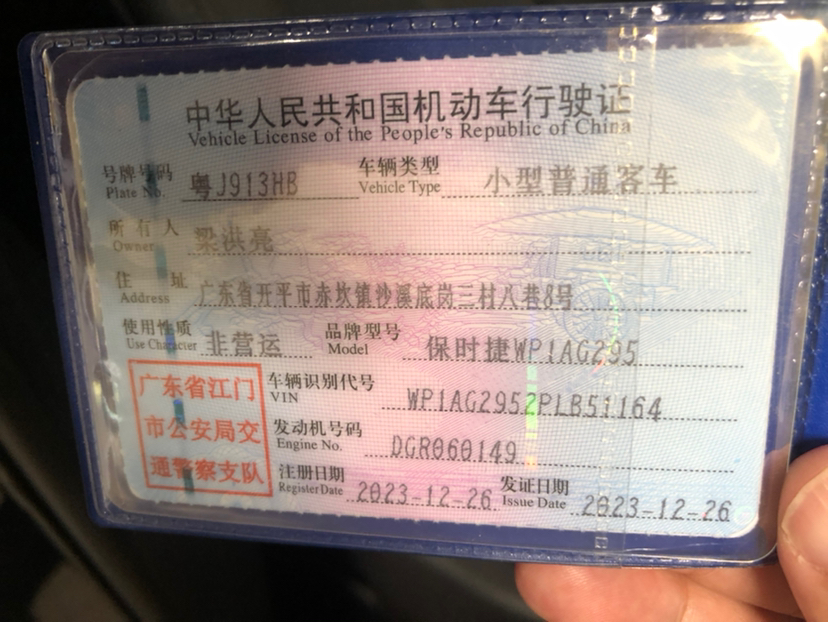 中华人民共和国机动车行驶证
Vehicle License of the People's Republic of China
号牌号码 粤J913HB 车辆类型 小型普通客车
Plate No. Vehicle Type
所有人 梁洪亮
Owner
住址 广东省开平市赤坎镇沙溪底岗三村八巷8号
Address
使用性质 非营运 品牌型号 保时捷WP1AG295
Use Character Model
广东省江门
市公安局交
通警察支队
车辆识别代号 WP1AG2952PLB51164
VIN
发动机号码 DGR060149
Engine No.
注册日期 2023-12-26 发证日期 2023-12-26
Register Date Issue Date